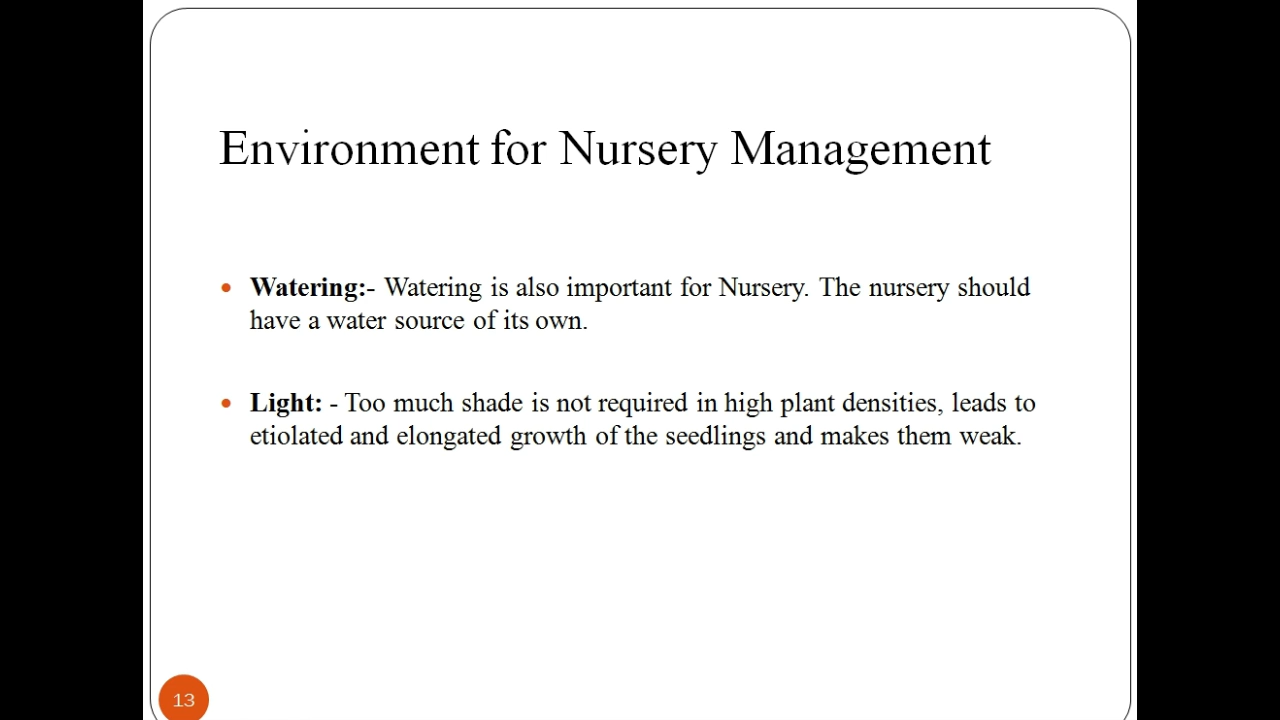 Environment for Nursery Management
• Watering:- Watering is also important for Nursery. The nursery should
have a water source of its own.
• Light: - Too much shade is not required in high plant densities, leads to
etiolated and elongated growth of the seedlings and makes them weak.
13